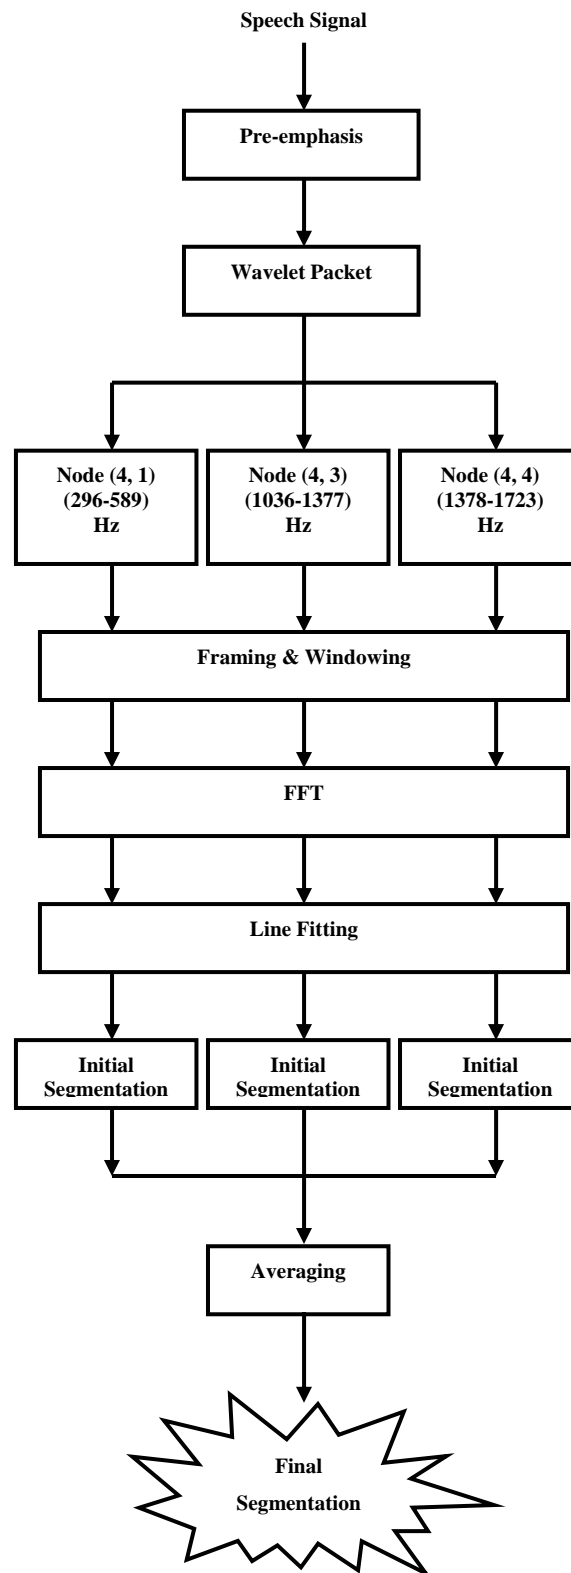 Speech Signal
Pre-emphasis
Wavelet Packet
Node (4, 1)
(296-589)
Hz
Node (4, 3)
(1036-1377)
Hz
Node (4, 4)
(1378-1723)
Hz
Framing & Windowing
FFT
Line Fitting
Initial
Segmentation
Initial
Segmentation
Initial
Segmentation
Averaging
Final
Segmentation